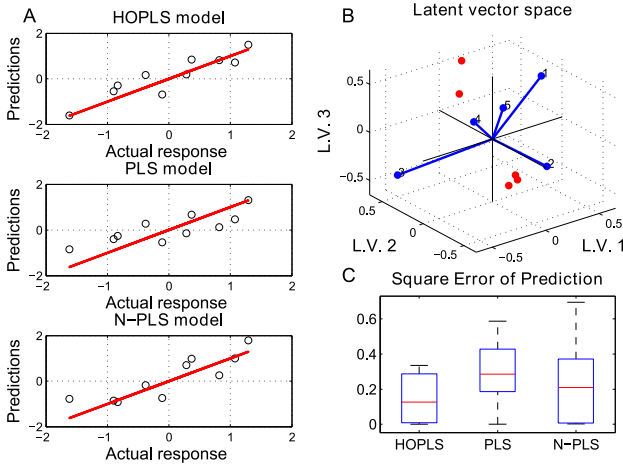 A
HOPLS model
Predictions
2
0
−2
−2
−1
0
1
2
Actual response
PLS model
Predictions
2
0
−2
−2
−1
0
1
2
Actual response
N−PLS model
Predictions
2
0
−2
−2
−1
0
1
2
Actual response
B
Latent vector space
L.V. 3
0.5
0
−0.5
1
5
4
2
3
0.5
0
−0.5
L.V. 2
−0.5
0
0.5
L.V. 1
C
Square Error of Prediction
0.6
0.4
0.2
0
HOPLS
PLS
N−PLS